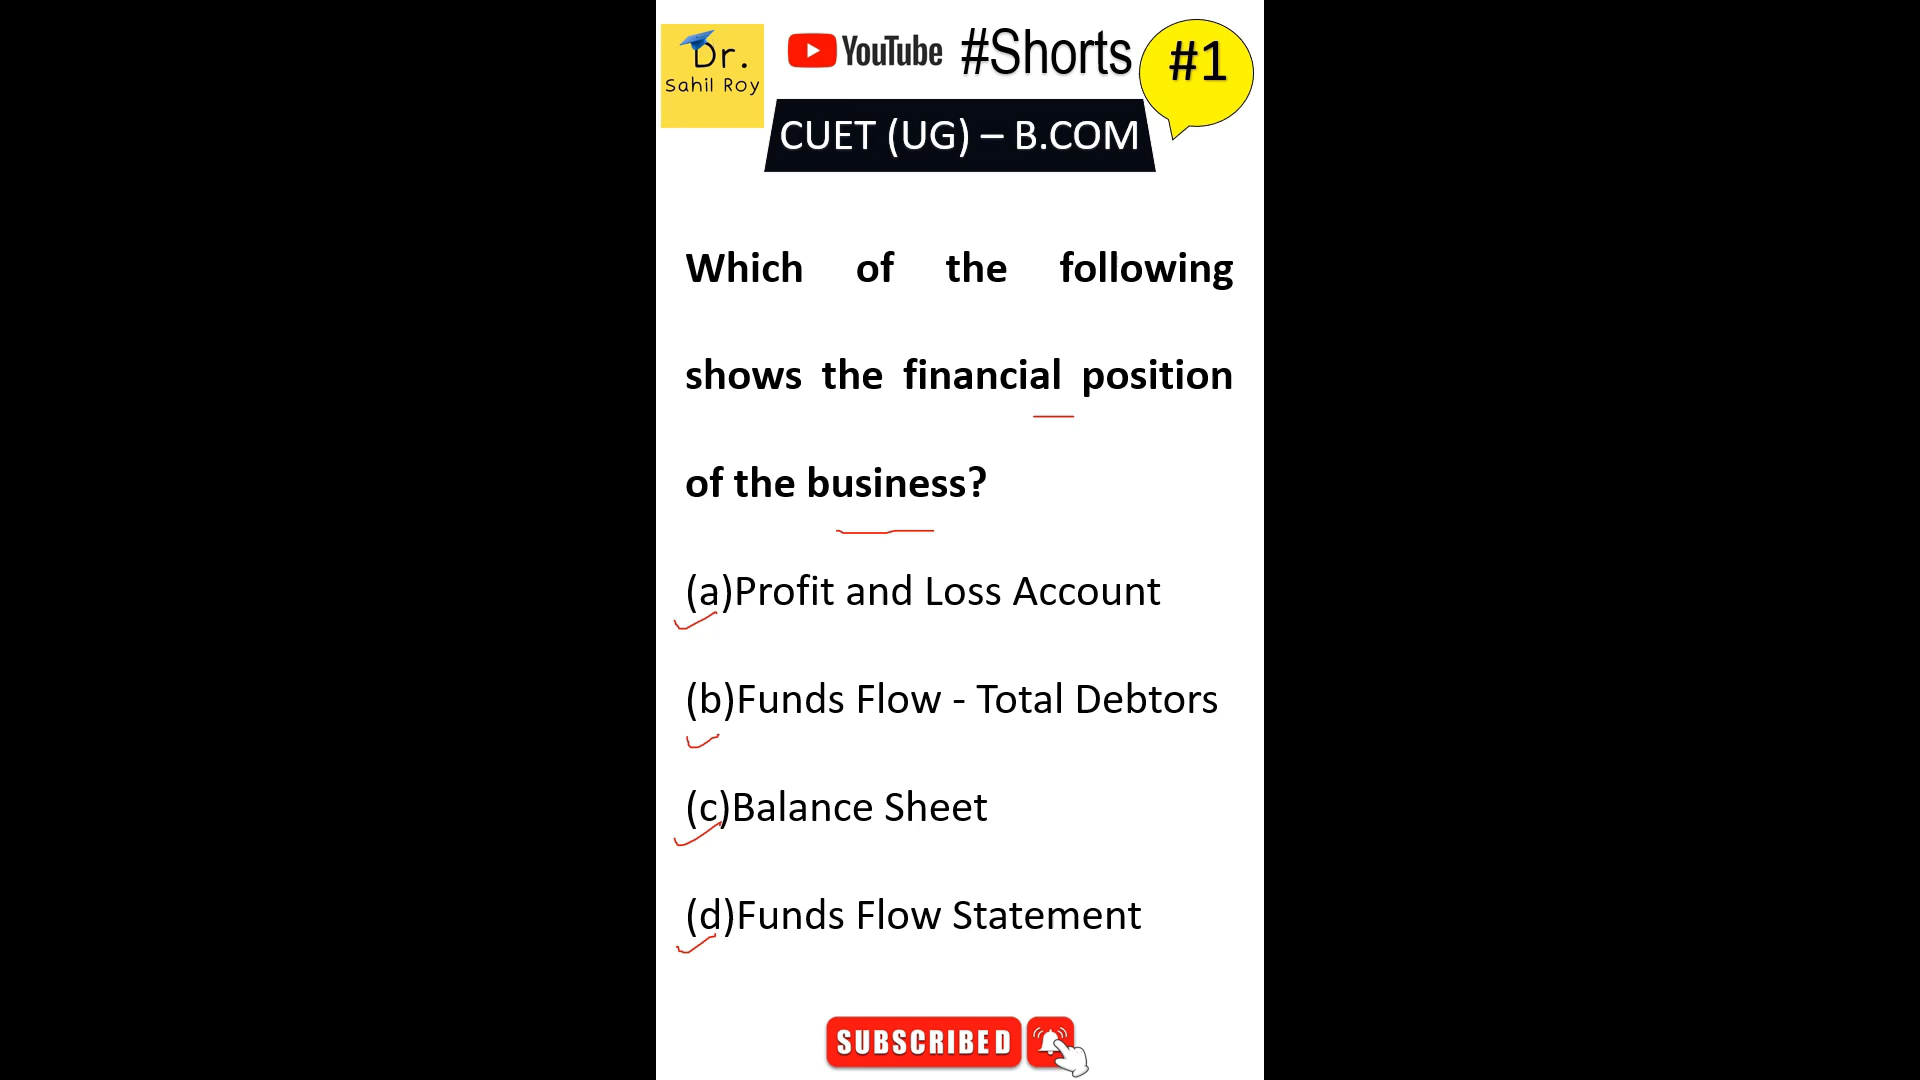 Dr.
Sahil Roy
YouTube #Shorts
#1
CUET (UG) – B.COM
Which of the following
shows the financial position
of the business?
(a)Profit and Loss Account
(b)Funds Flow - Total Debtors
(c)Balance Sheet
(d)Funds Flow Statement
SUBSCRIBED